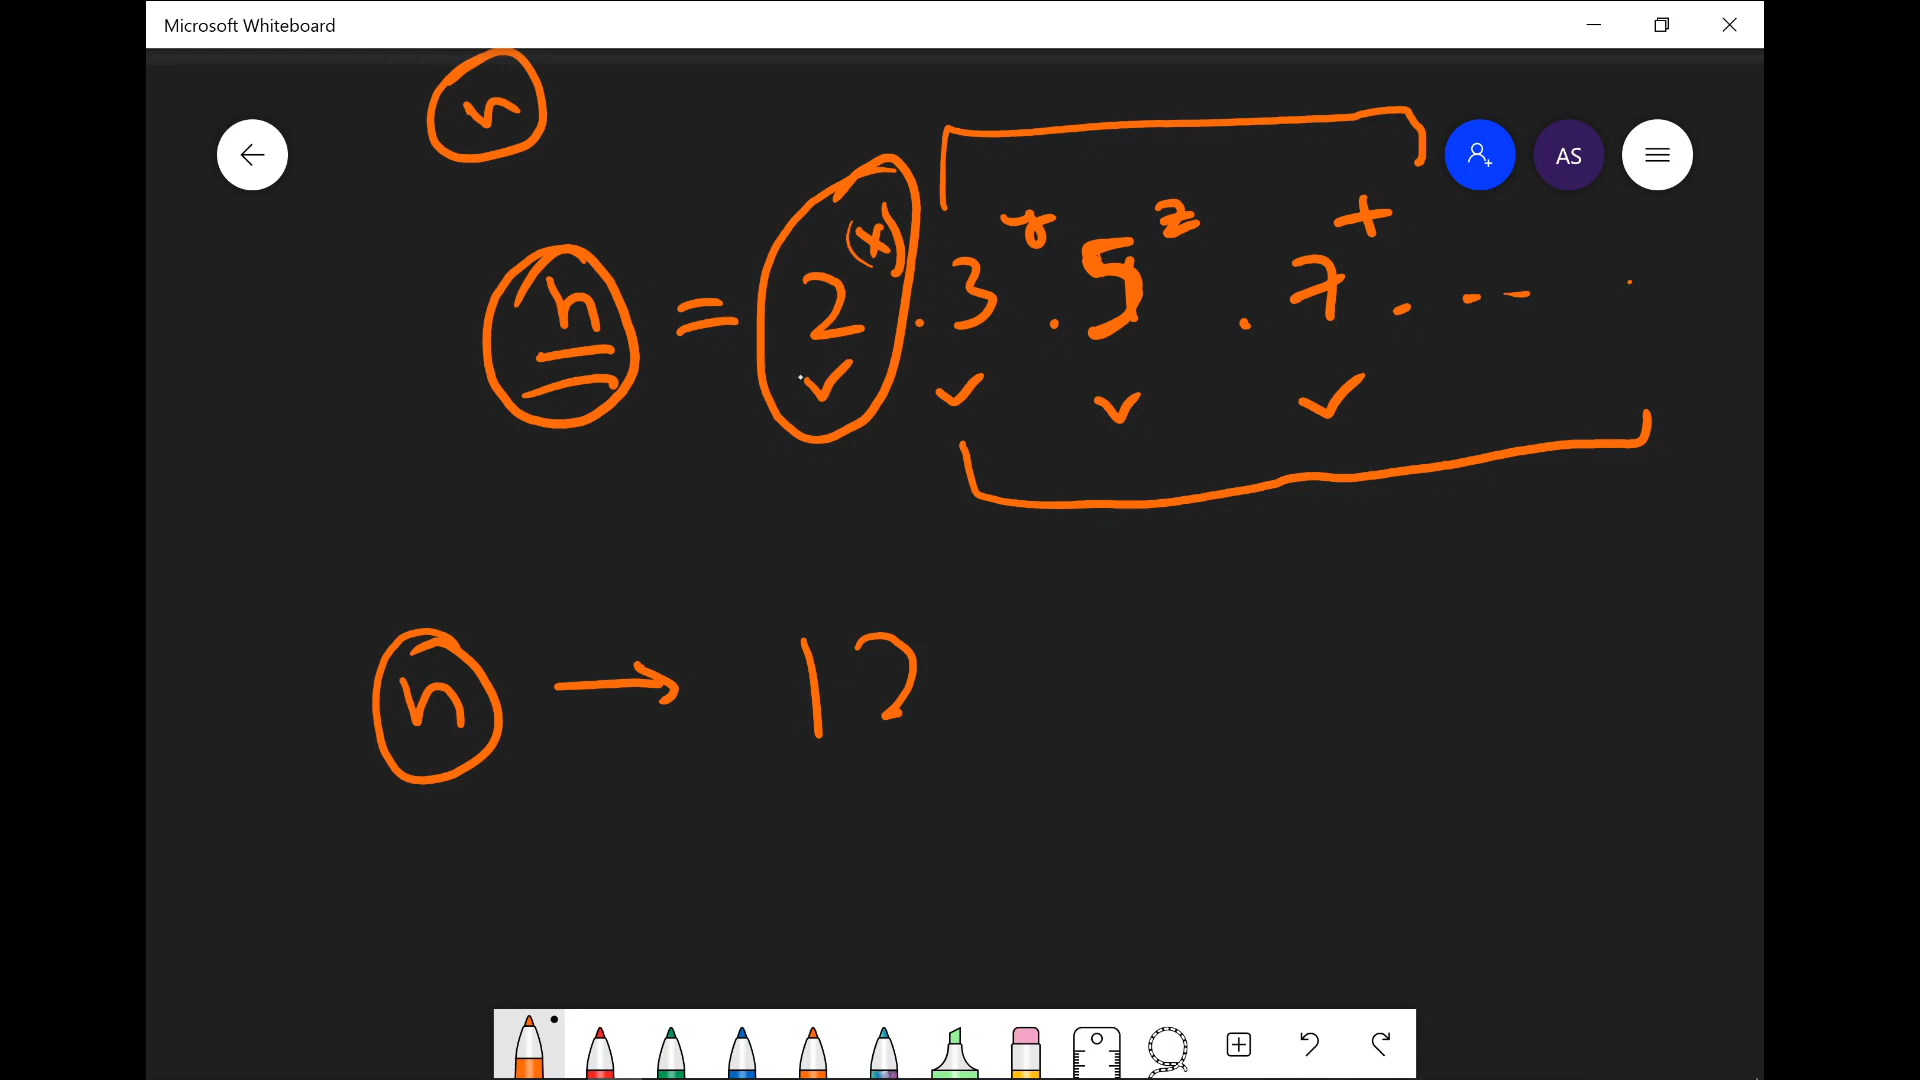 Microsoft Whiteboard
n
AS
n = 2^(x) . 3^y . 5^z . 7^t . - - - .
n → 12